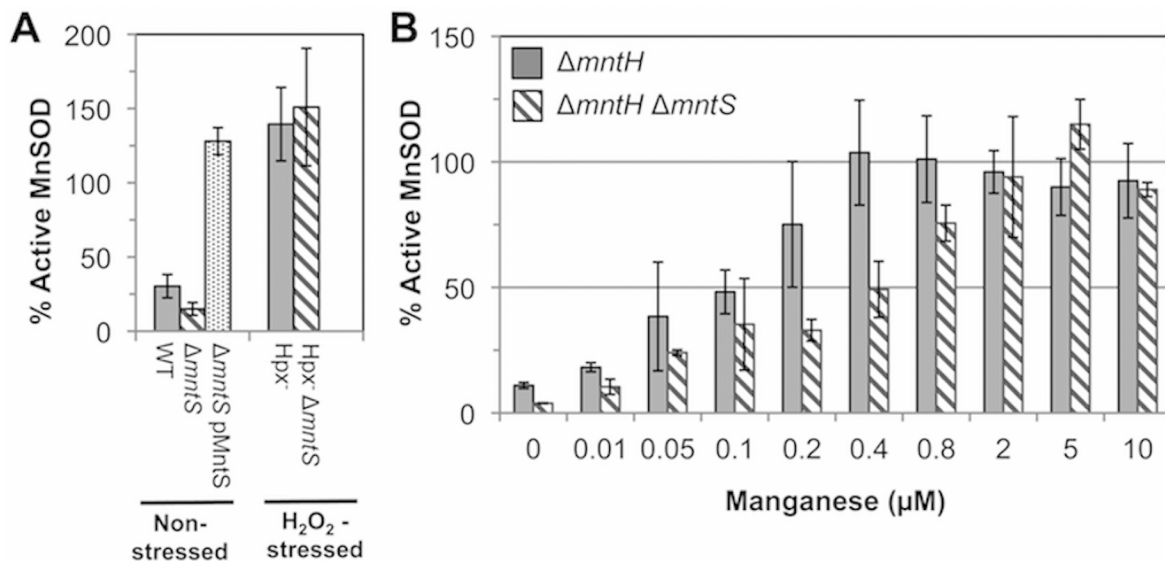 A
% Active MnSOD
200
150
100
50
0
WT
ΔmntS
ΔmntS pMntS
Hpx-
Hpx- ΔmntS
Non-
stressed
H₂O₂ -
stressed
B
% Active MnSOD
150
100
50
0
ΔmntH
ΔmntH ΔmntS
0 0.01 0.05 0.1 0.2 0.4 0.8 2 5 10
Manganese (µM)